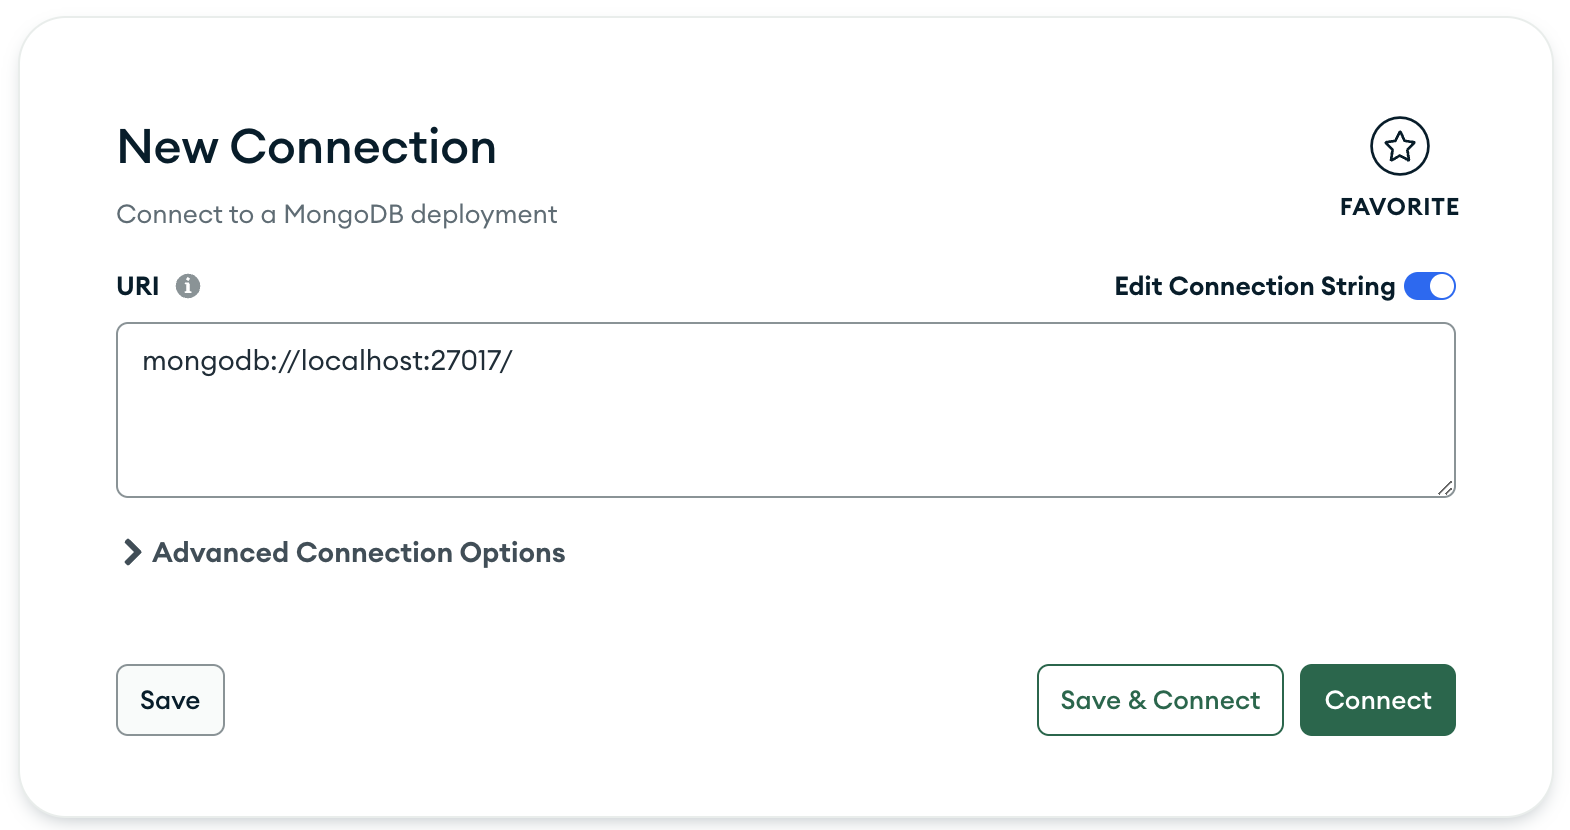 New Connection
FAVORITE
Connect to a MongoDB deployment
URI
Edit Connection String
mongodb://localhost:27017/
Advanced Connection Options
Save
Save & Connect
Connect